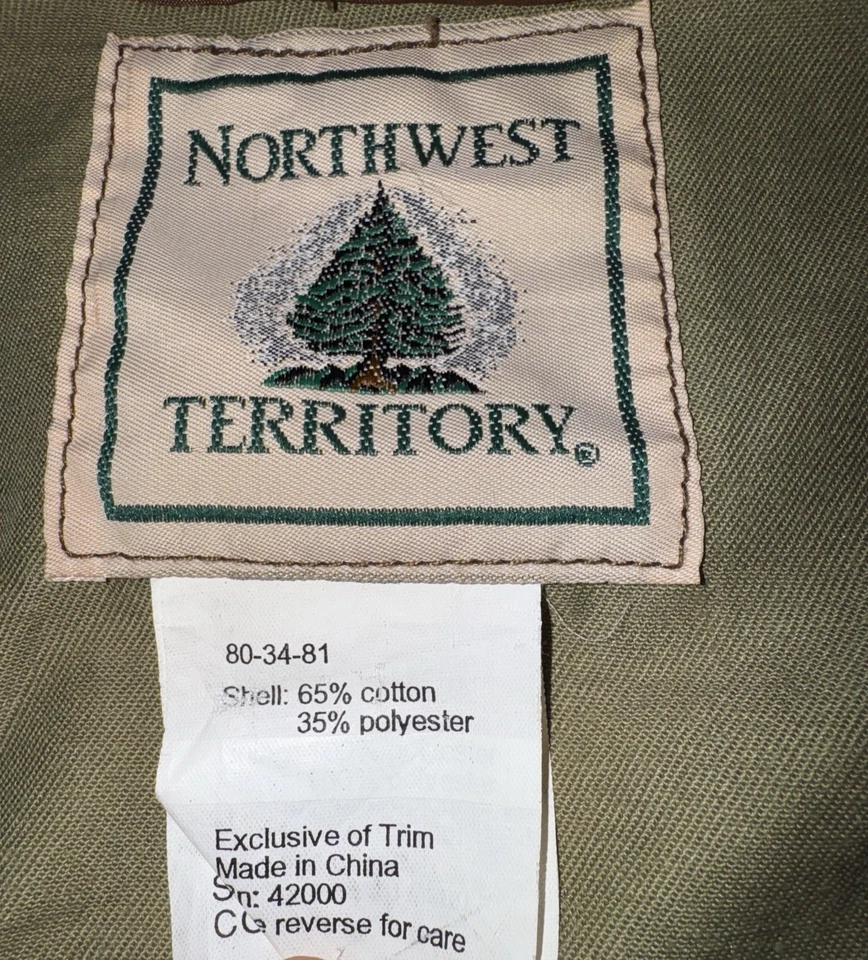 NORTHWEST
TERRITORY®
80-34-81
Shell: 65% cotton
35% polyester
Exclusive of Trim
Made in China
42000
reverse for care